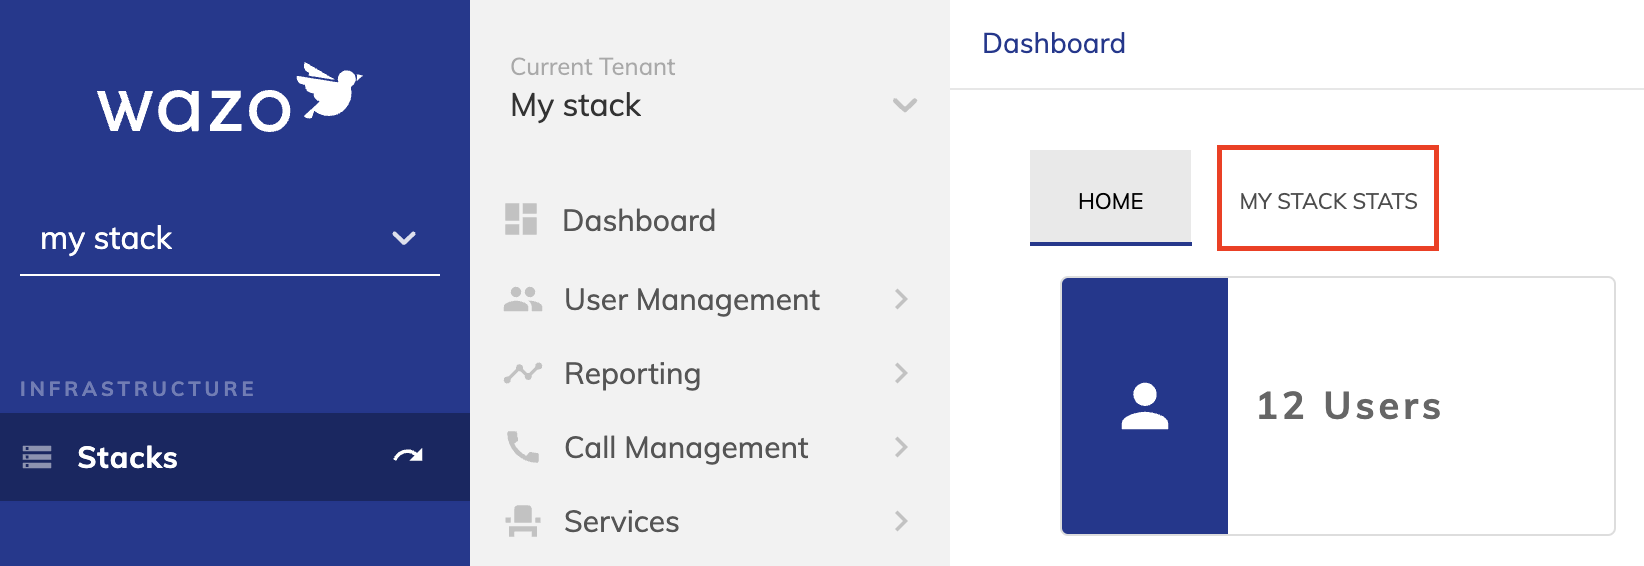 wazo
my stack
INFRASTRUCTURE
Stacks
Current Tenant
My stack
Dashboard
User Management
Reporting
Call Management
Services
Dashboard
HOME
MY STACK STATS
12 Users